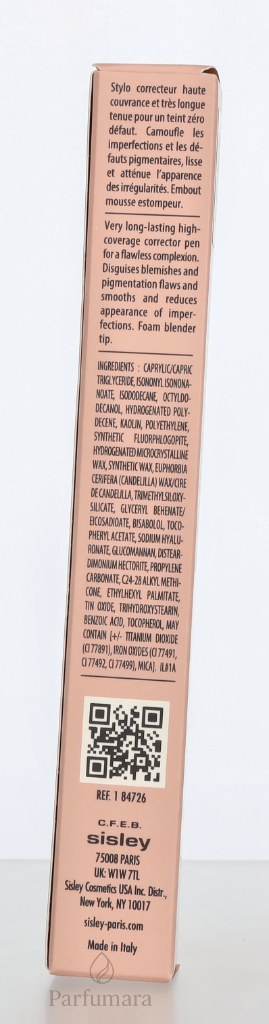 Stylo correcteur haute
couvrance et très longue
tenue pour un teint zéro
défaut. Camoufle les
imperfections et les dé-
fauts pigmentaires, lisse
et atténue l'apparence
des irrégularités. Embout
mousse estompeur.
Very long-lasting high-
coverage corrector pen
for a flawless complexion.
Disguises blemishes and
pigmentation flaws and
smooths and reduces
appearance of imper-
fections. Foam blender
tip.
INGREDIENTS : CAPRYLIC/CAPRIC
TRIGLYCERIDE, ISONONYL ISONONA-
NOATE, ISODODECANE, OCTYLDO-
DECANOL, HYDROGENATED POLY-
DECENE, KAOLIN, POLYETHYLENE,
SYNTHETIC FLUORPHLOGOPITE,
HYDROGENATED MICROCRYSTALLINE
WAX, SYNTHETIC WAX, EUPHORBIA
CERIFERA (CANDELILLA) WAX/CIRE
DE CANDELILLA, TRIMETHYLSILOXY-
SILICATE, GLYCERYL BEHENATE/
EICOSADIOATE, BISABOLOL, TOCO-
PHERYL ACETATE, SODIUM HYALU-
RONATE, GLUCOMANNAN, DISTEAR-
DIMONIUM HECTORITE, PROPYLENE
CARBONATE, C24-28 ALKYL METHI-
CONE, ETHYLHEXYL PALMITATE,
TIN OXIDE, TRIHYDROXYSTEARIN,
BENZOIC ACID, TOCOPHEROL, MAY
CONTAIN [+/- TITANIUM DIOXIDE
(CI 77891), IRON OXIDES (CI 77491,
CI 77492, CI 77499), MICA]. IL#1A
REF. 1 84726
C.F.E.B.
sisley
75008 PARIS
UK: W1W 7TL
Sisley Cosmetics USA Inc. Distr.,
New York, NY 10017
sisley-paris.com
Made in Italy
Parfumara